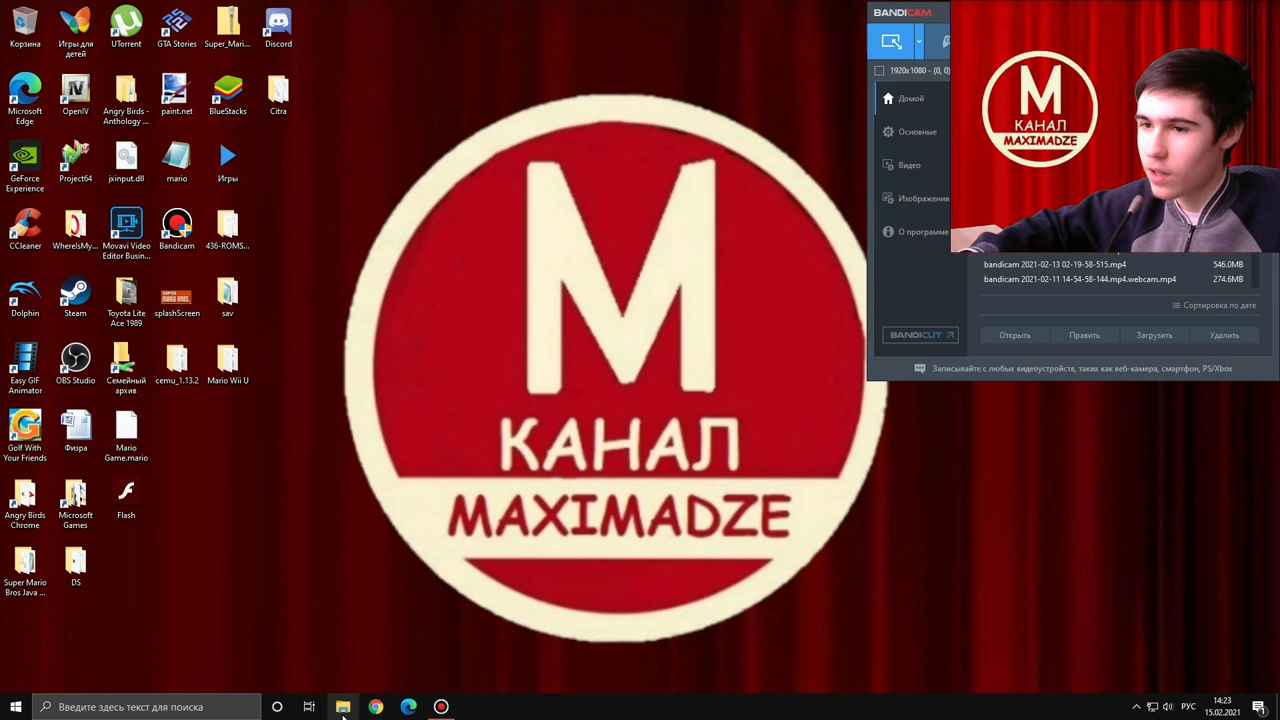 Корзина
Игры для
детей
UTorrent
GTA Stories
Super_Mari...
Discord
Microsoft
Edge
OpenIV
Angry Birds -
Anthology ...
paint.net
BlueStacks
Citra
GeForce
Experience
Project64
jxinput.dll
mario
Игры
CCleaner
WhereIsMy...
Movavi Video
Editor Busin...
Bandicam
436-ROMS...
Dolphin
Steam
Toyota Lite
Ace 1989
splashScreen
sav
Easy GIF
Animator
OBS Studio
Семейный
архив
cemu_1.13.2
Mario Wii U
Golf With
Your Friends
Физра
Mario
Game.mario
Angry Birds
Chrome
Microsoft
Games
Flash
Super Mario
Bros Java ...
DS
М
КАНАЛ
MAXIMADZE
BANDICAM
1920x1080 - (0, 0)
Домой
Основные
Видео
Изображения
О программе
BANDICUT
М
КАНАЛ
MAXIMADZE
bandicam 2021-02-13 02-19-58-515.mp4 546.0MB
bandicam 2021-02-11 14-54-58-144.mp4.webcam.mp4 274.6MB
Сортировка по дате
Открыть Править Загрузить Удалить
Записывайте с любых видеоустройств, таких как веб-камера, смартфон, PS/Xbox
Введите здесь текст для поиска
РУС
14:23
15.02.2021
1